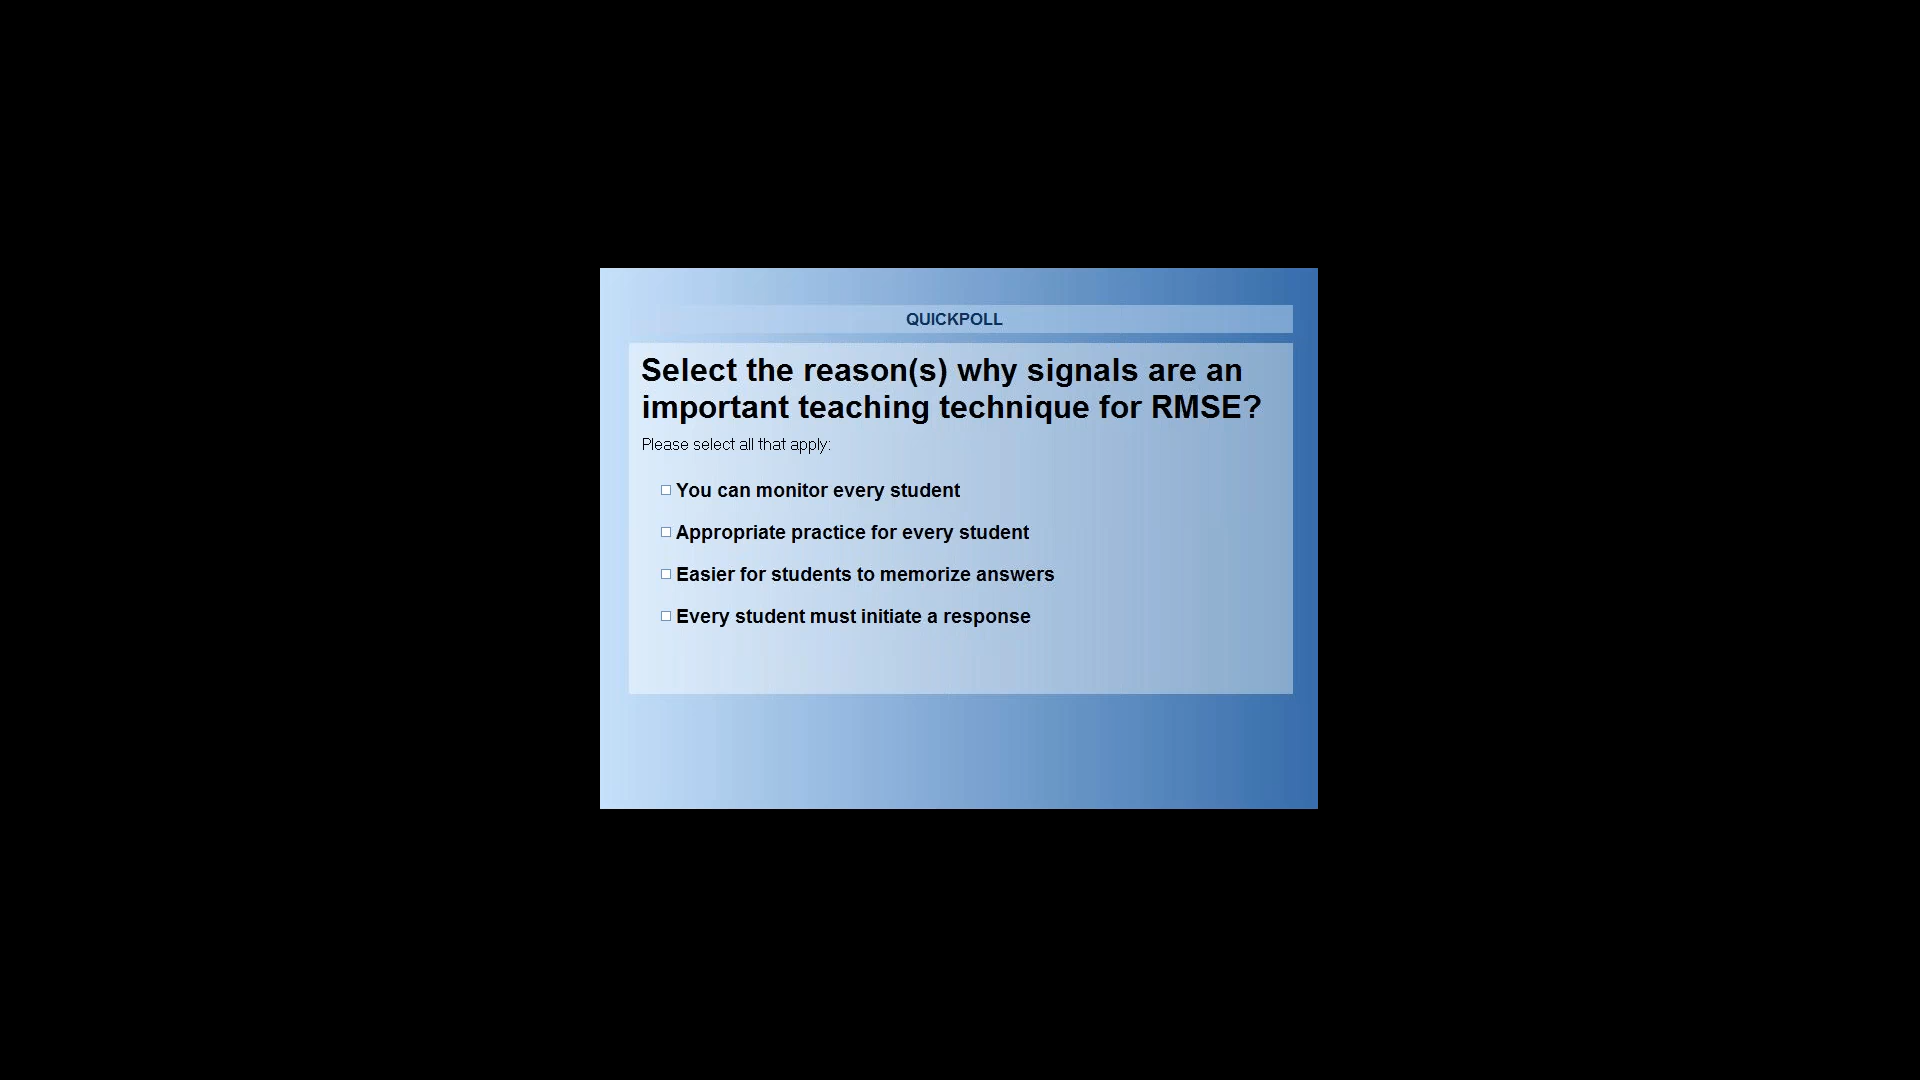 QUICKPOLL
Select the reason(s) why signals are an
important teaching technique for RMSE?
Please select all that apply:
You can monitor every student
Appropriate practice for every student
Easier for students to memorize answers
Every student must initiate a response